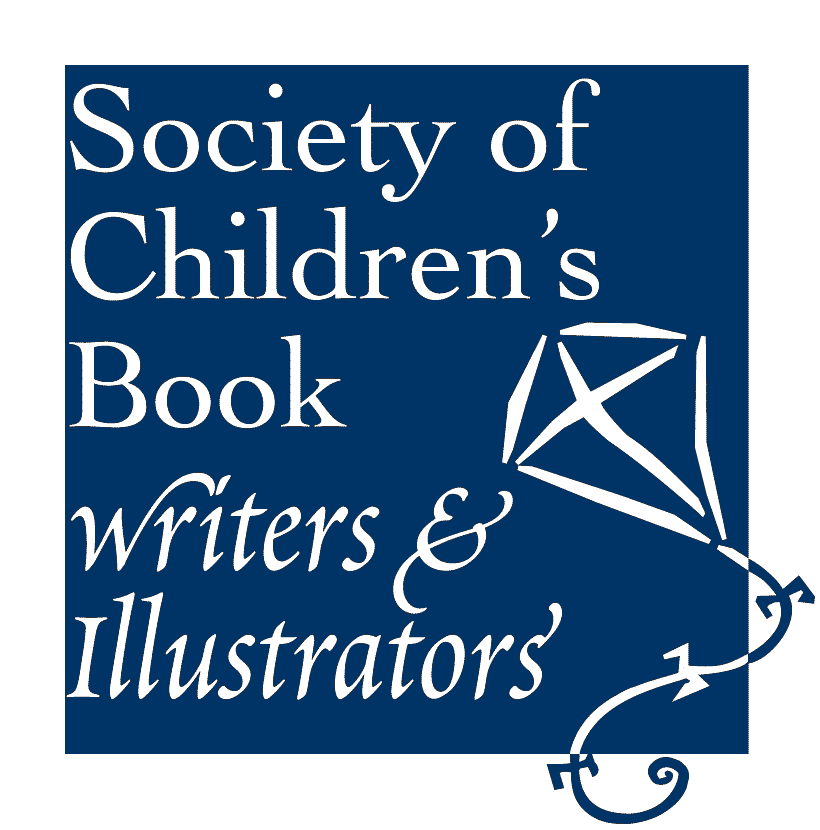 Society of
Children’s
Book
writers &
Illustrators